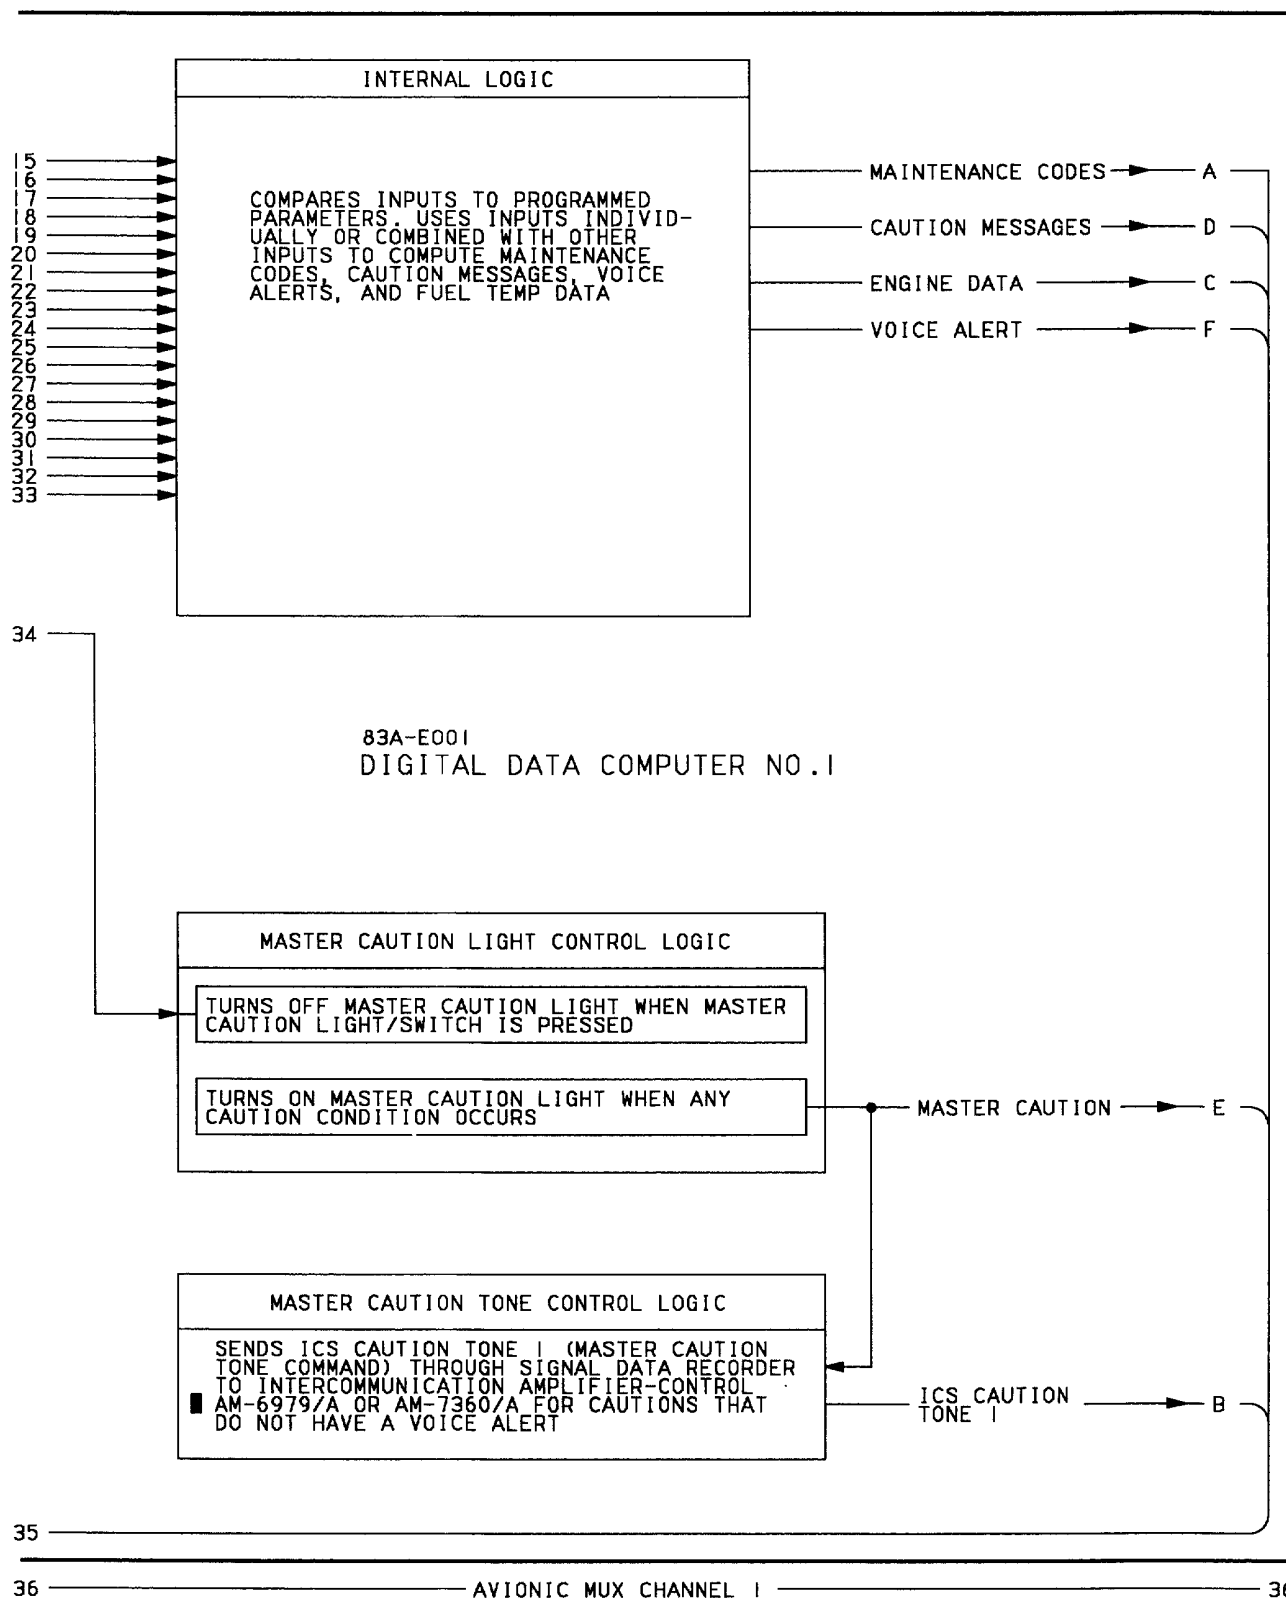 INTERNAL LOGIC
15
16
17
18
19
20
21
22
23
24
25
26
27
28
29
30
31
32
33
COMPARES INPUTS TO PROGRAMMED
PARAMETERS. USES INPUTS INDIVID-
UALLY OR COMBINED WITH OTHER
INPUTS TO COMPUTE MAINTENANCE
CODES, CAUTION MESSAGES, VOICE
ALERTS, AND FUEL TEMP DATA
MAINTENANCE CODES A
CAUTION MESSAGES D
ENGINE DATA C
VOICE ALERT F
34
83A-E001
DIGITAL DATA COMPUTER NO.1
MASTER CAUTION LIGHT CONTROL LOGIC
TURNS OFF MASTER CAUTION LIGHT WHEN MASTER
CAUTION LIGHT/SWITCH IS PRESSED
TURNS ON MASTER CAUTION LIGHT WHEN ANY
CAUTION CONDITION OCCURS
MASTER CAUTION E
MASTER CAUTION TONE CONTROL LOGIC
SENDS ICS CAUTION TONE 1 (MASTER CAUTION
TONE COMMAND) THROUGH SIGNAL DATA RECORDER
TO INTERCOMMUNICATION AMPLIFIER-CONTROL
AM-6979/A OR AM-7360/A FOR CAUTIONS THAT
DO NOT HAVE A VOICE ALERT
ICS CAUTION
TONE 1
B
35
36 AVIONIC MUX CHANNEL 1 36